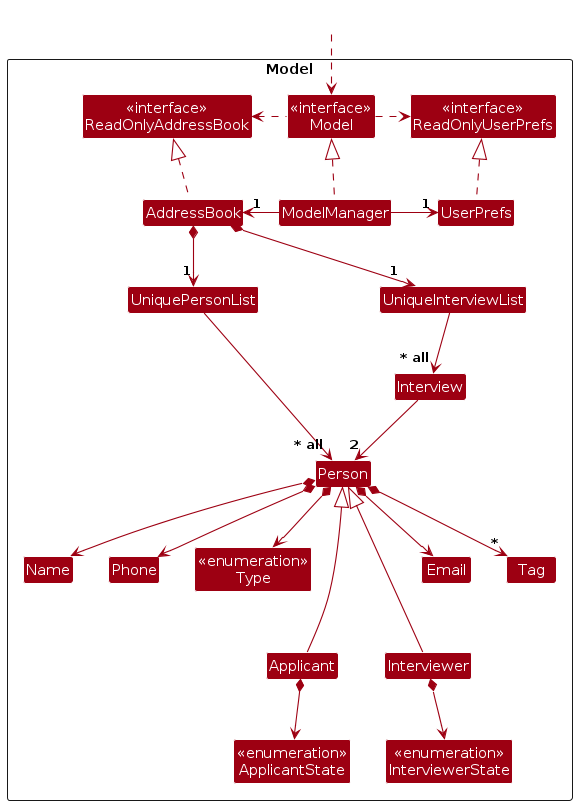 Model
«interface»
ReadOnlyAddressBook
«interface»
Model
«interface»
ReadOnlyUserPrefs
AddressBook
1
ModelManager
1
UserPrefs
1
1
UniquePersonList
UniqueInterviewList
* all
Interview
* all
2
Person
*
Name
Phone
«enumeration»
Type
Email
Tag
Applicant
Interviewer
«enumeration»
ApplicantState
«enumeration»
InterviewerState